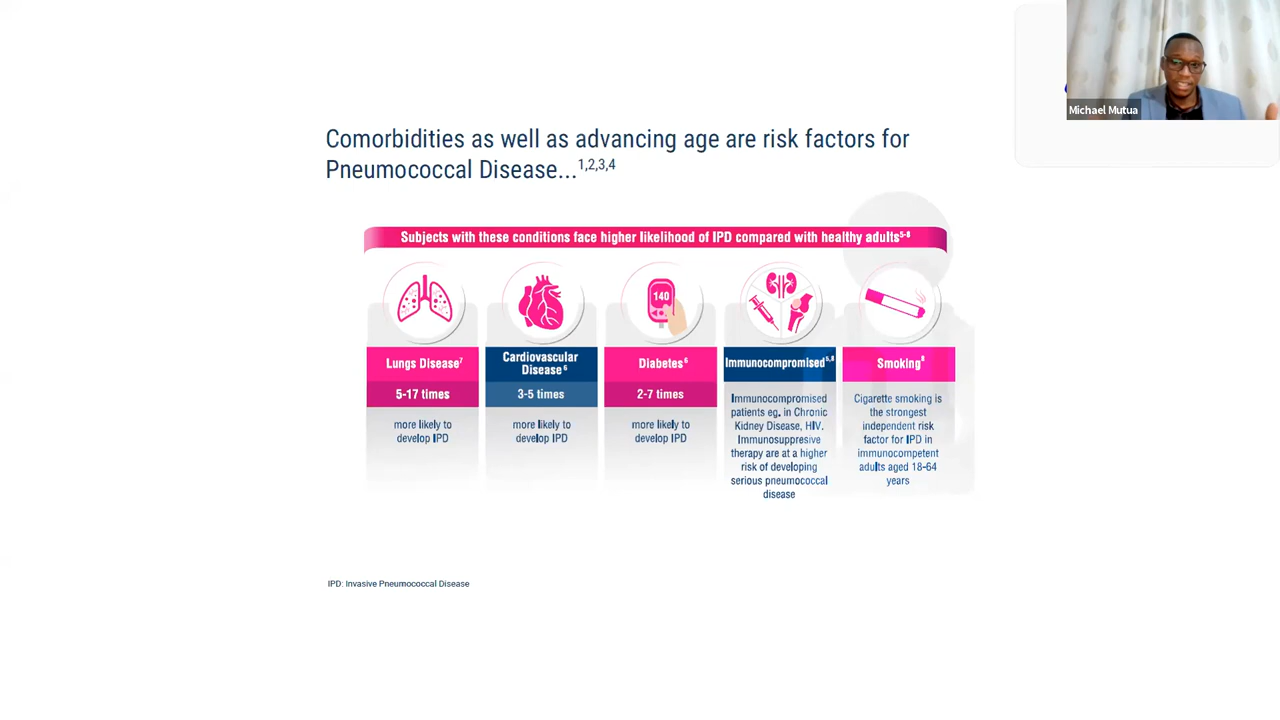 Michael Mutua
Comorbidities as well as advancing age are risk factors for
Pneumococcal Disease...1,2,3,4
Subjects with these conditions face higher likelihood of IPD compared with healthy adults5-8
140
Lungs Disease7
5-17 times
more likely to
develop IPD
Cardiovascular
Disease 6
3-5 times
more likely to
develop IPD
Diabetes6
2-7 times
more likely to
develop IPD
Immunocompromised5,8
Immunocompromised
patients eg. in Chronic
Kidney Disease, HIV.
Immunosuppresive
therapy are at a higher
risk of developing
serious pneumococcal
disease
Smoking8
Cigarette smoking is
the strongest
independent risk
factor for IPD in
immunocompetent
adults aged 18-64
years
IPD: Invasive Pneumococcal Disease